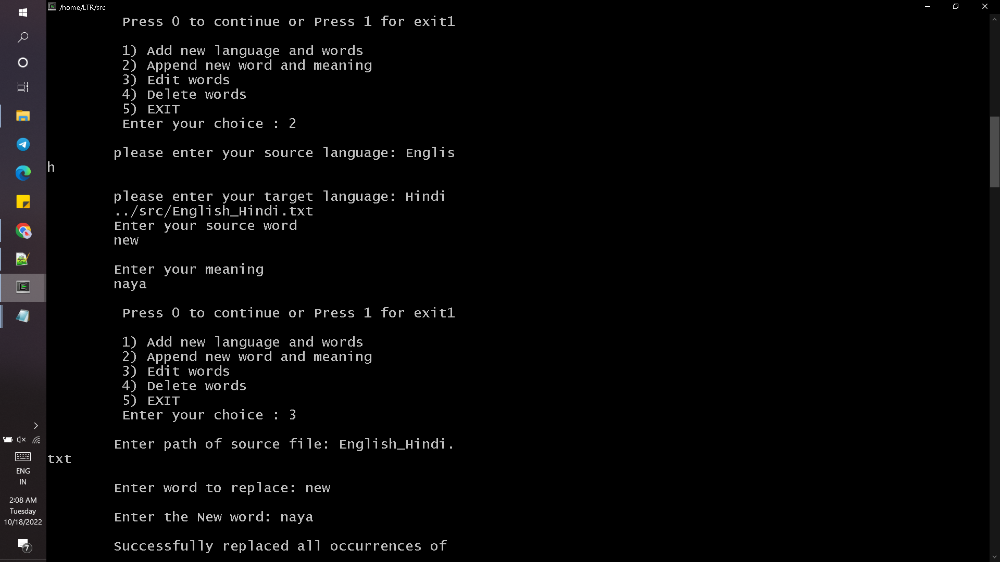 /home/LTR/src
Press 0 to continue or Press 1 for exit1
1) Add new language and words
2) Append new word and meaning
3) Edit words
4) Delete words
5) EXIT
Enter your choice : 2
please enter your source language: Englis
h
please enter your target language: Hindi
../src/English_Hindi.txt
Enter your source word
new
Enter your meaning
naya
Press 0 to continue or Press 1 for exit1
1) Add new language and words
2) Append new word and meaning
3) Edit words
4) Delete words
5) EXIT
Enter your choice : 3
Enter path of source file: English_Hindi.
txt
Enter word to replace: new
Enter the New word: naya
Successfully replaced all occurrences of
ENG
IN
2:08 AM
Tuesday
10/18/2022
7